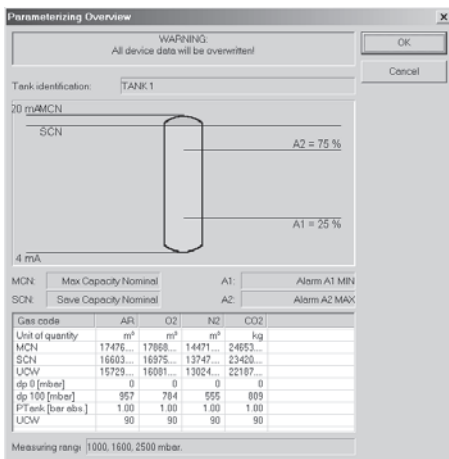 Parameterizing Overview
WARNING:
All device data will be overwritten!
OK
Cancel
Tank identification: TANK 1
20 mA MCN
SCN
A2 = 75 %
A1 = 25 %
4 mA
MCN: Max Capacity Nominal A1: Alarm A1 MIN
SCN: Save Capacity Nominal A2: Alarm A2 MAX
Gas code AR O2 N2 CO2
Unit of quantity m³ m³ m³ kg
MCN 17476... 17868... 14471... 24653...
SCN 16603... 16975... 13747... 23420...
UCW 15729... 16081... 13024... 22187...
dp 0 [mbar] 0 0 0 0
dp 100 [mbar] 957 784 555 809
PTank [bar abs.] 1.00 1.00 1.00 1.00
UCW 90 90 90 90
Measuring range 1000, 1600, 2500 mbar.